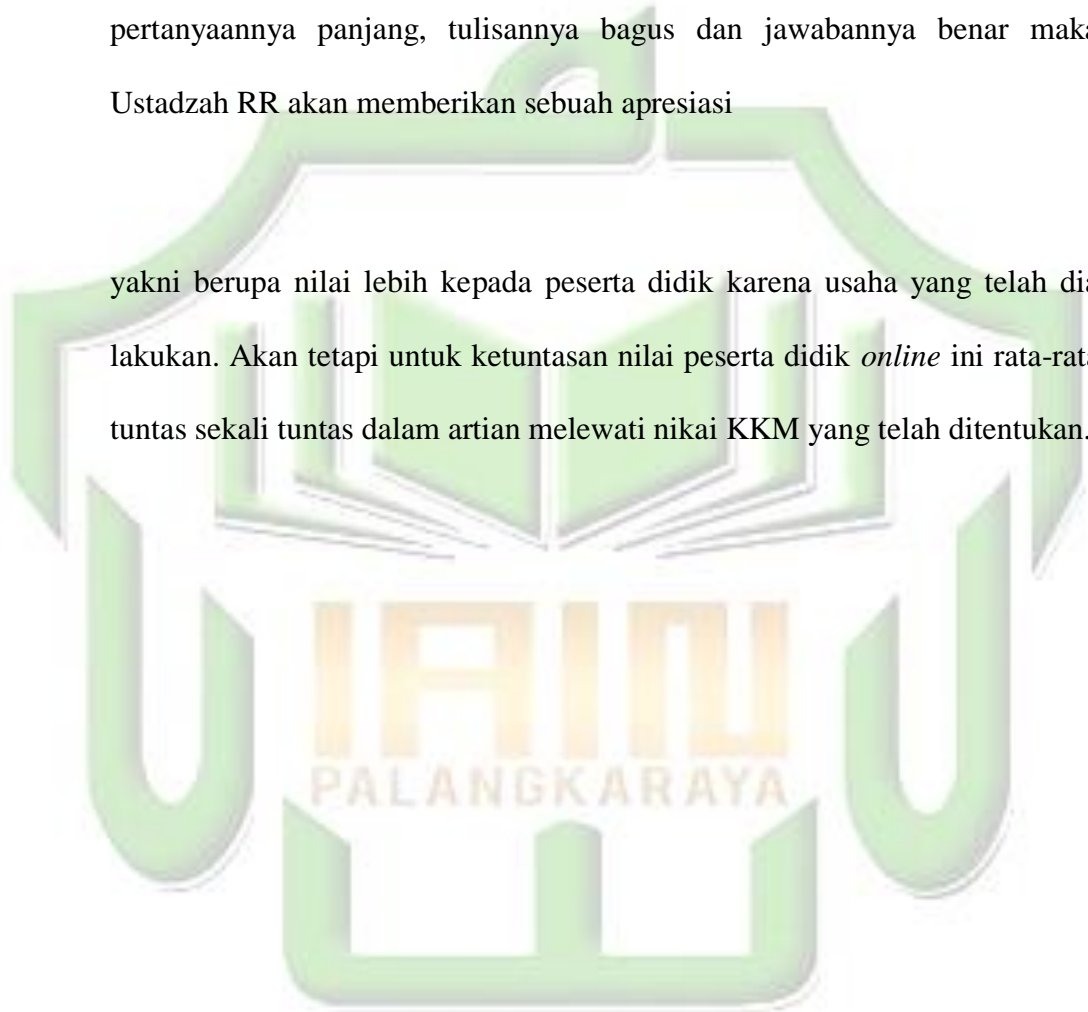 pertanyaannya panjang, tulisannya bagus dan jawabannya benar maka
Ustadzah RR akan memberikan sebuah apresiasi
yakni berupa nilai lebih kepada peserta didik karena usaha yang telah dia
lakukan. Akan tetapi untuk ketuntasan nilai peserta didik online ini rata-rata
tuntas sekali tuntas dalam artian melewati nikai KKM yang telah ditentukan.
IAIN
PALANGKARAYA